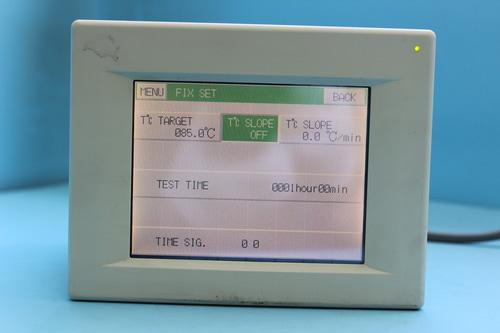 MENU FIX SET BACK
T℃ TARGET T℃ SLOPE T℃ SLOPE
085.0℃ OFF 0.0 ℃/min
TEST TIME 0001hour00min
TIME SIG. 0 0